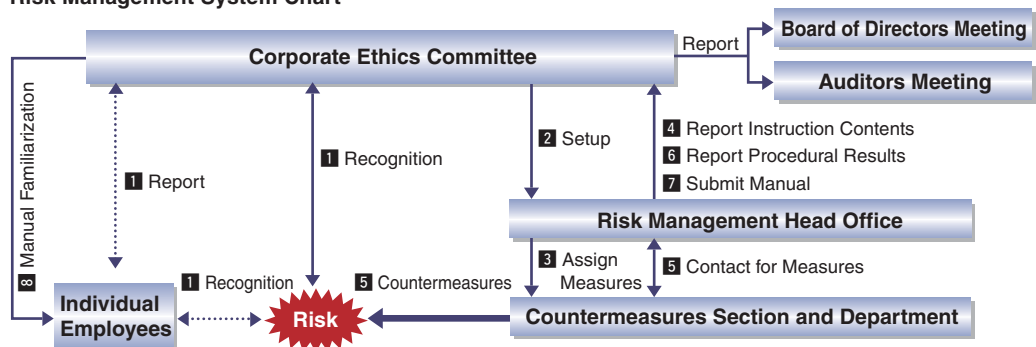 Risk Management System Chart
Corporate Ethics Committee
Report
Board of Directors Meeting
Auditors Meeting
8 Manual Familiarization
1 Report
1 Recognition
2 Setup
4 Report Instruction Contents
6 Report Procedural Results
7 Submit Manual
Risk Management Head Office
3 Assign
Measures
5 Contact for Measures
1 Recognition
5 Countermeasures
Individual
Employees
Risk
Countermeasures Section and Department